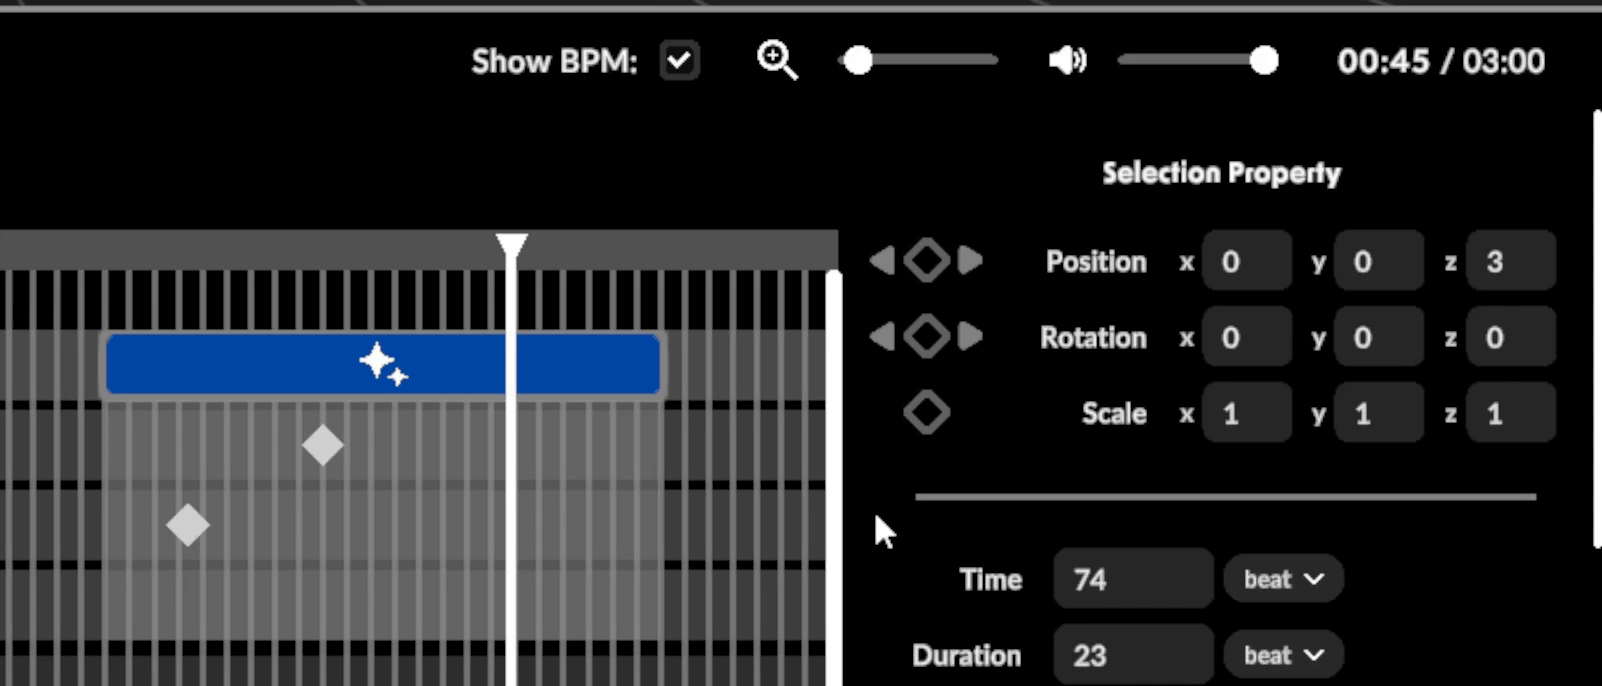 Show BPM: 00:45 / 03:00
Selection Property
Position x 0 y 0 z 3
Rotation x 0 y 0 z 0
Scale x 1 y 1 z 1
Time 74 beat
Duration 23 beat